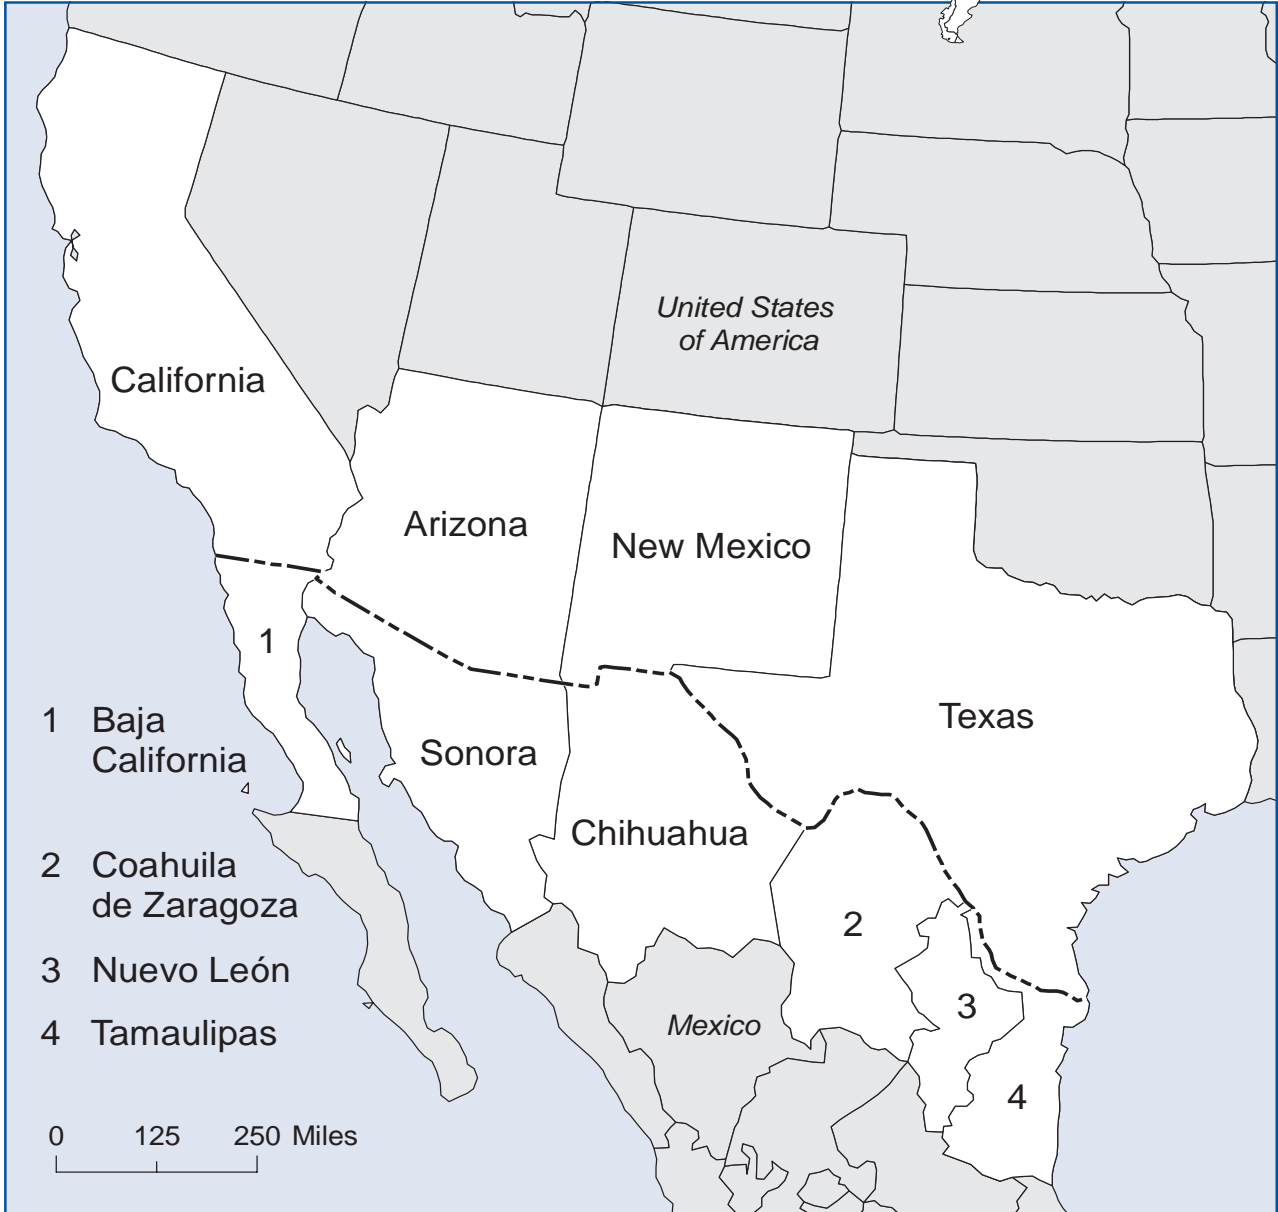 United States
of America
California
Arizona
New Mexico
Texas
1
Sonora
Chihuahua
2
3
4
Mexico
1 Baja
California
2 Coahuila
de Zaragoza
3 Nuevo León
4 Tamaulipas
0 125 250 Miles